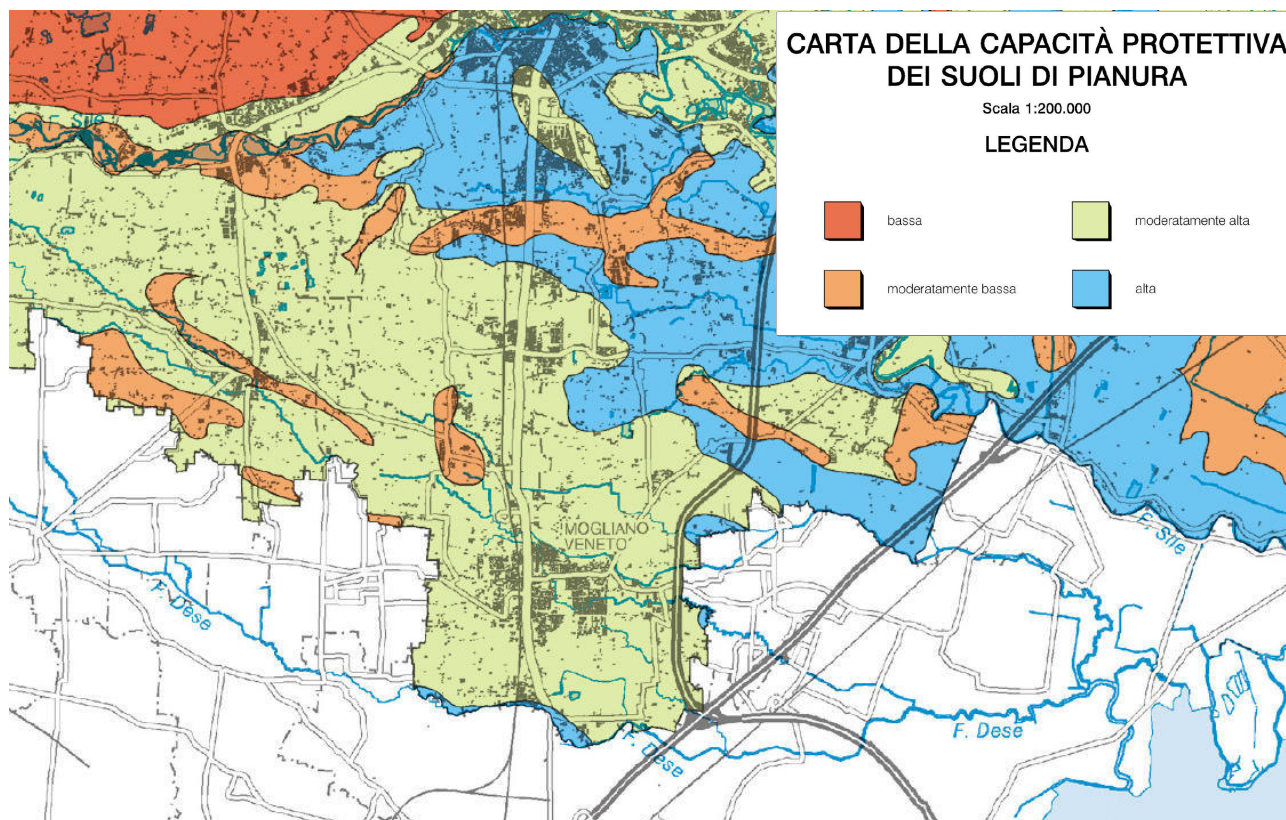 CARTA DELLA CAPACITÀ PROTETTIVA
DEI SUOLI DI PIANURA
Scala 1:200.000
LEGENDA
bassa
moderatamente alta
moderatamente bassa
alta
F. Sile
MOGLIANO
VENETO
F. Sile
F. Dese
F. Dese
F. Dese